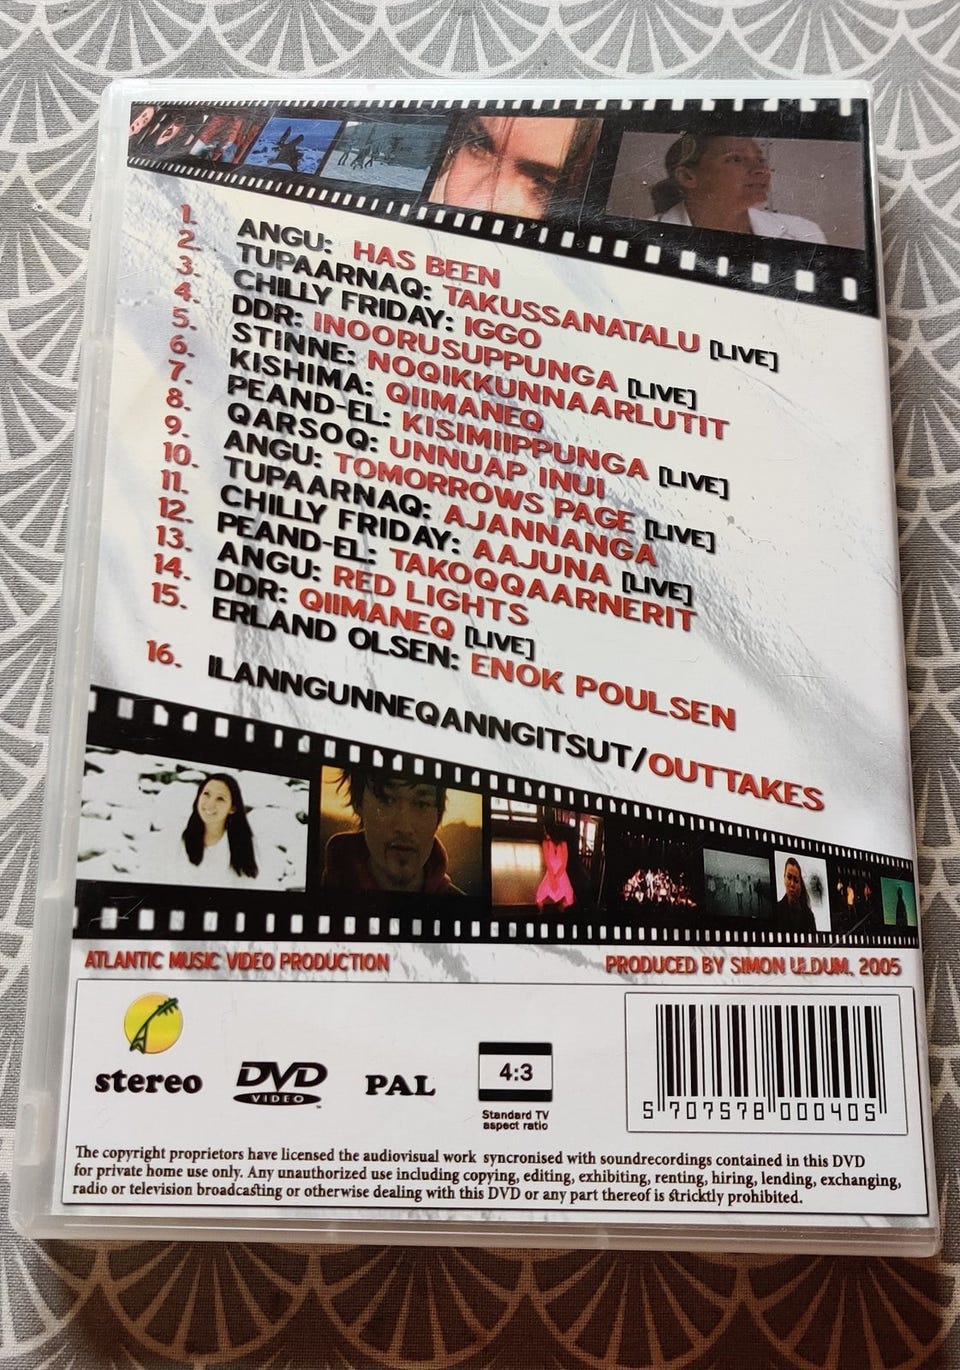 1. ANGU: HAS BEEN
2. TUPAARNAQ: TAKUSSANATALU [LIVE]
3. CHILLY FRIDAY: IGGO
4. DDR: INOORUSUPPUNGA [LIVE]
5. STINNE: NOQIKKUNNAARLUTIT
6. KISHIMA: QIIMANEQ
7. PEAND-EL: KISIMIIPPUNGA [LIVE]
8. QARSOQ: UNNUAP INUI
9. ANGU: TOMORROWS PAGE [LIVE]
10. TUPAARNAQ: AJANNANGA
11. CHILLY FRIDAY: AAJUNA [LIVE]
12. PEAND-EL: TAKOQQAARNERIT
13. ANGU: RED LIGHTS
14. DDR: QIIMANEQ [LIVE]
15. ERLAND OLSEN: ENOK POULSEN
16. ILANNGUNNEQANNGITSUT/OUTTAKES
ATLANTIC MUSIC VIDEO PRODUCTION
PRODUCED BY SIMON ULDUM, 2005
stereo
DVD
VIDEO
TM
PAL
4:3
Standard TV
aspect ratio
5 707578 000405
The copyright proprietors have licensed the audiovisual work syncronised with soundrecordings contained in this DVD
for private home use only. Any unauthorized use including copying, editing, exhibiting, renting, hiring, lending, exchanging,
radio or television broadcasting or otherwise dealing with this DVD or any part thereof is stricktly prohibited.